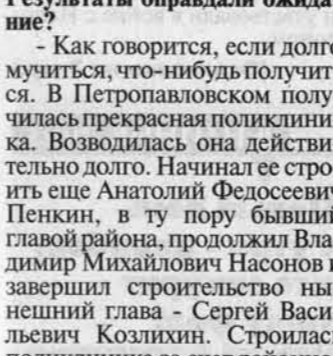 Результаты оправдали ожида-
ние?
- Как говорится, если долго
мучиться, что-нибудь получит-
ся. В Петропавловском полу-
чилась прекрасная поликлини-
ка. Возводилась она действи-
тельно долго. Начинал ее стро-
ить еще Анатолий Федосеевич
Пенкин, в ту пору бывший
главой района, продолжил Вла-
димир Михайлович Насонов и
завершил строительство ны-
нешний глава - Сергей Васи-
льевич Козлихин. Строилась